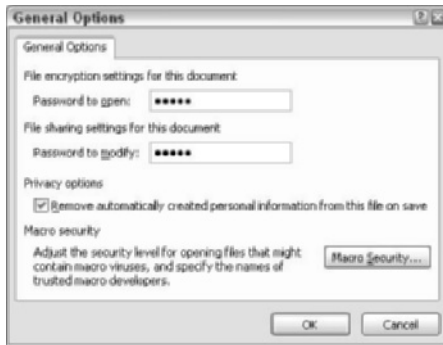 General Options
General Options
File encryption settings for this document
Password to open: •••••
File sharing settings for this document
Password to modify: •••••
Privacy options
Remove automatically created personal information from this file on save
Macro security
Adjust the security level for opening files that might
contain macro viruses, and specify the names of
trusted macro developers.
Macro Security...
OK
Cancel